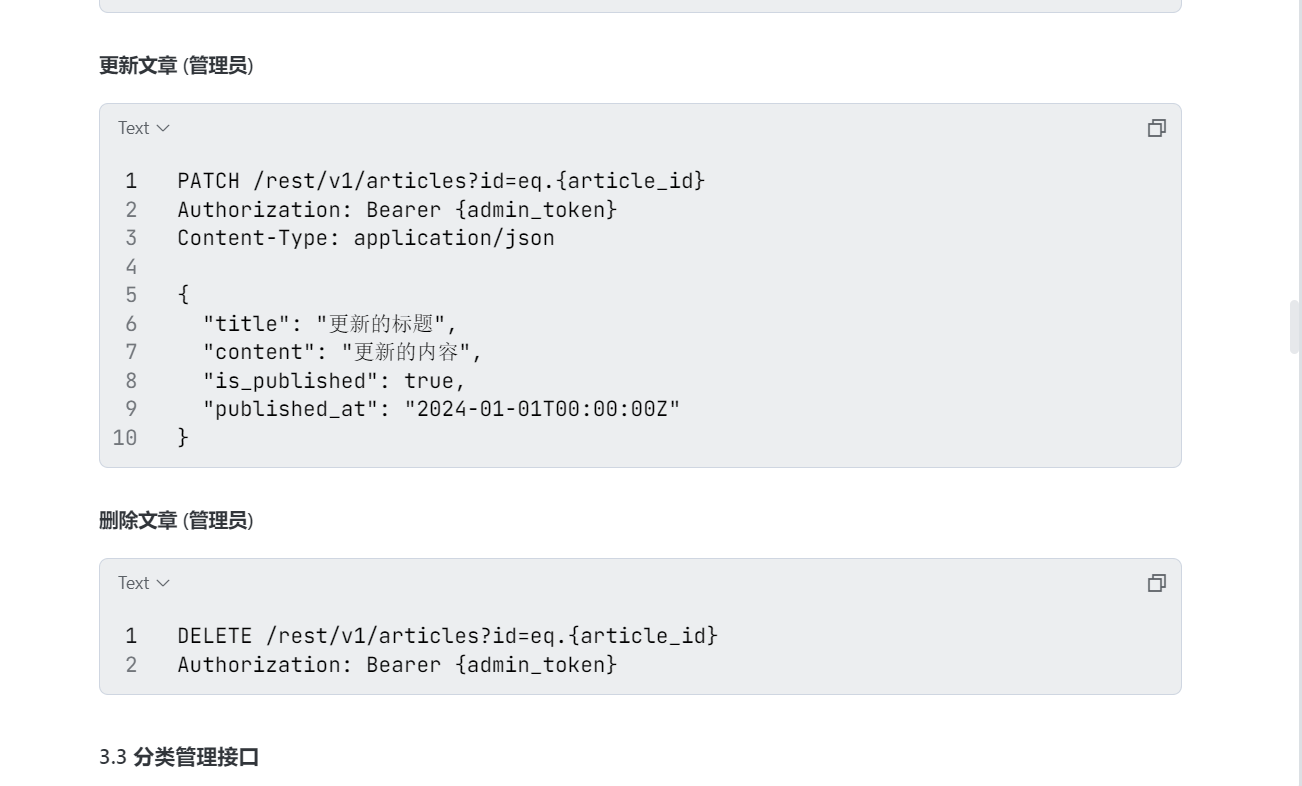 更新文章 (管理员)
Text
1 PATCH /rest/v1/articles?id=eq.{article_id}
2 Authorization: Bearer {admin_token}
3 Content-Type: application/json
4
5 {
6   "title": "更新的标题",
7   "content": "更新的内容",
8   "is_published": true,
9   "published_at": "2024-01-01T00:00:00Z"
10 }
删除文章 (管理员)
Text
1 DELETE /rest/v1/articles?id=eq.{article_id}
2 Authorization: Bearer {admin_token}
3.3 分类管理接口